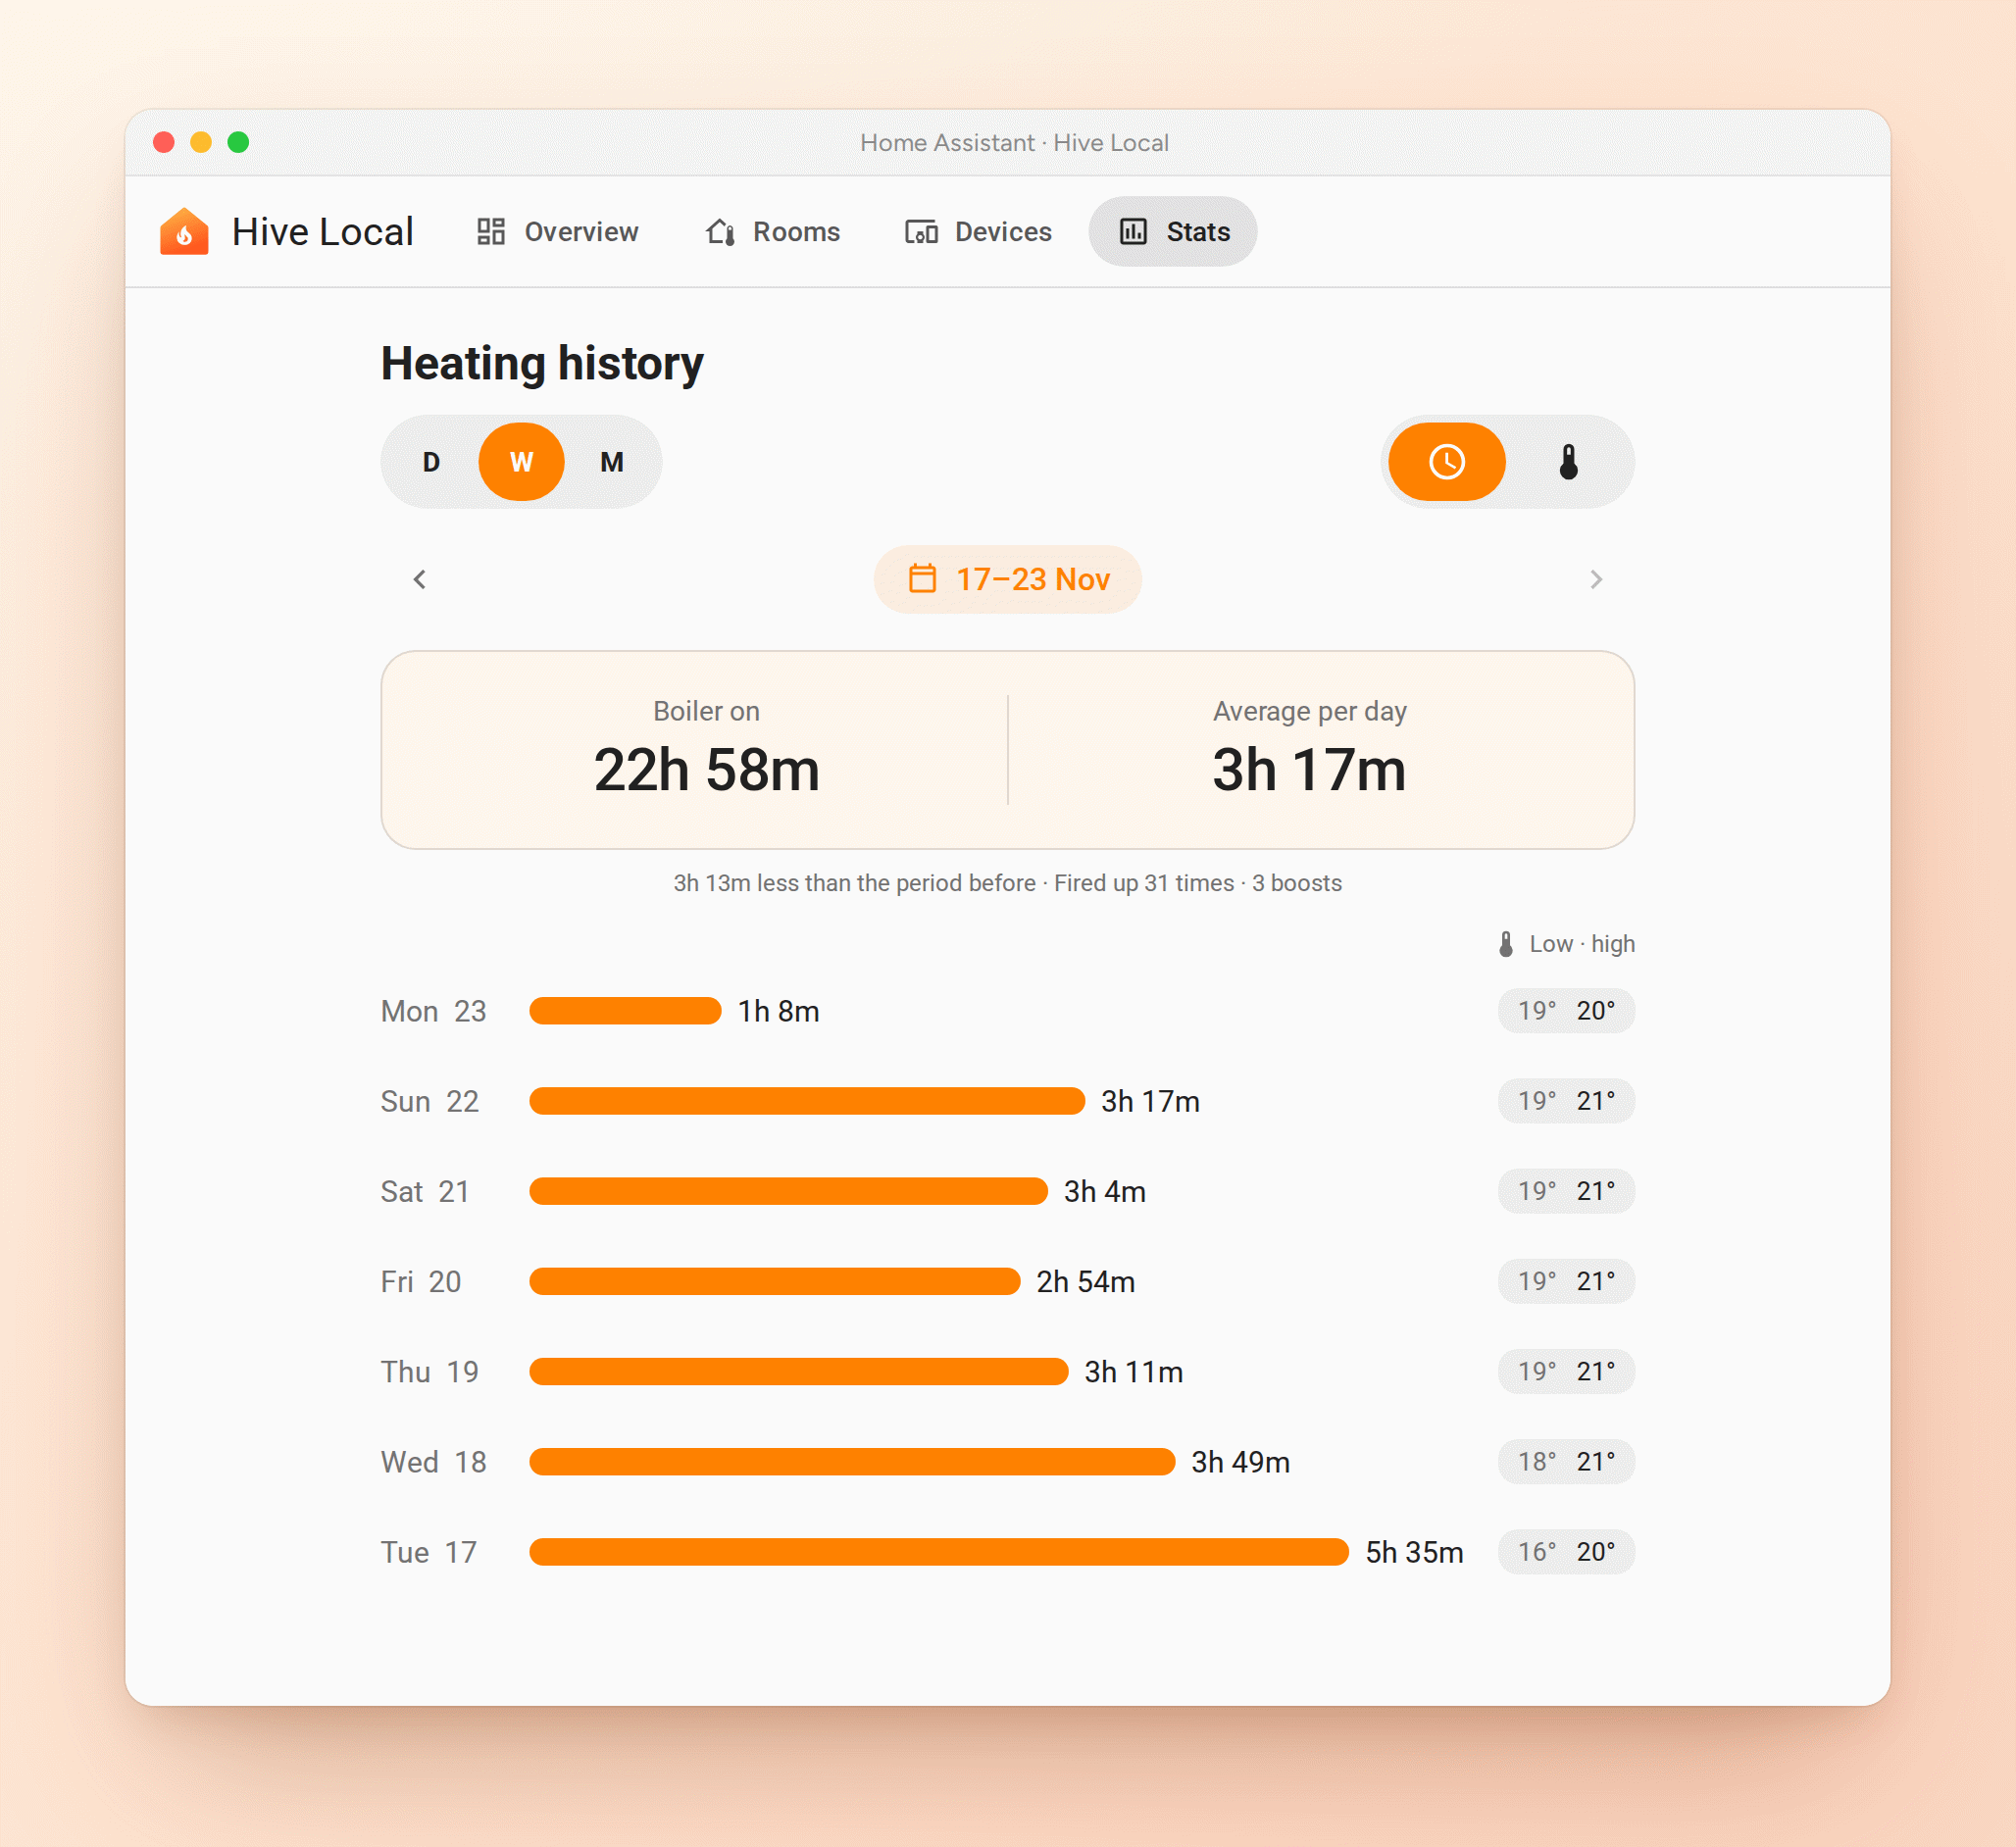 Home Assistant · Hive Local
Hive Local Overview Rooms Devices Stats
Heating history
D W M
17–23 Nov
Boiler on Average per day
22h 58m 3h 17m
3h 13m less than the period before · Fired up 31 times · 3 boosts
Low · high
Mon 23 1h 8m 19° 20°
Sun 22 3h 17m 19° 21°
Sat 21 3h 4m 19° 21°
Fri 20 2h 54m 19° 21°
Thu 19 3h 11m 19° 21°
Wed 18 3h 49m 18° 21°
Tue 17 5h 35m 16° 20°